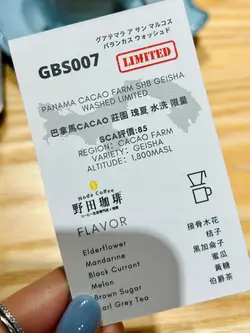 グアテマラ ア サン マルコス
バランカス ウォッシュド
GBS007
LIMITED
PANAMA CACAO FARM SHB GEISHA
WASHED LIMITED
巴拿馬CACAO 莊園 瑰夏 水洗 限量
SCA評価:85
REGION: CACAO FARM
VARIETY: GEISHA
ALTITUDE: 1,800MASL
Noda Coffee
野田珈琲
FLAVOR
Elderflower
Mandarine
Black Currant
Melon
Brown Sugar
Earl Grey Tea
接骨木花
桔子
黑加侖子
蜜瓜
黃糖
伯爵茶